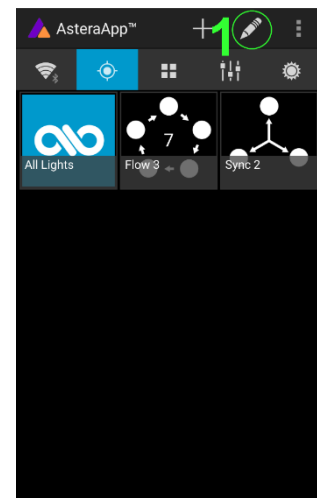 AsteraApp™
1
7
All Lights
Flow 3
Sync 2